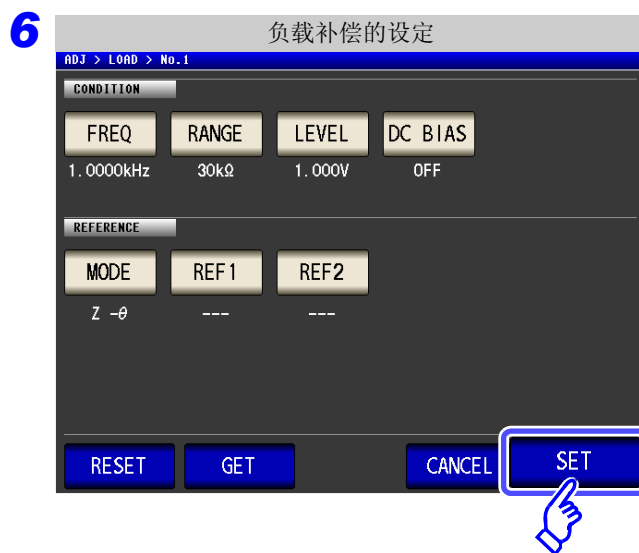 6
负载补偿的设定
ADJ > LOAD > No.1
CONDITION
FREQ RANGE LEVEL DC BIAS
1.0000kHz 30kΩ 1.000V OFF
REFERENCE
MODE REF1 REF2
Z -θ --- ---
RESET GET CANCEL SET